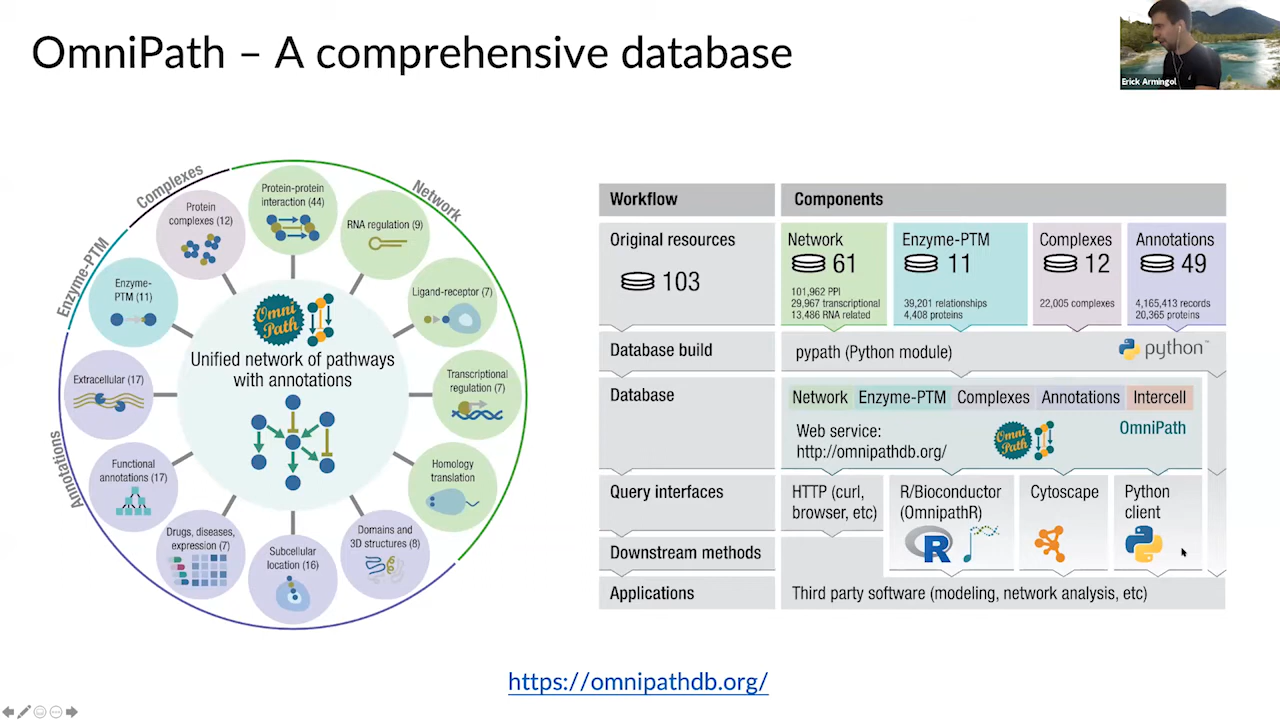 OmniPath – A comprehensive database
Erick Armingol
Complexes
Network
Enzyme-PTM
Annotations
Protein-protein
interaction (44)
RNA regulation (9)
Ligand-receptor (7)
Transcriptional
regulation (7)
Homology
translation
Domains and
3D structures (8)
Subcellular
location (16)
Drugs, diseases,
expression (7)
Functional
annotations (17)
Extracellular (17)
Enzyme-
PTM (11)
Protein
complexes (12)
Omni
Path
Unified network of pathways
with annotations
Workflow
Components
Original resources
103
Network
61
101,962 PPI
29,967 transcriptional
13,486 RNA related
Enzyme-PTM
11
39,201 relationships
4,408 proteins
Complexes
12
22,005 complexes
Annotations
49
4,165,413 records
20,365 proteins
Database build
pypath (Python module)
python™
Database
Network Enzyme-PTM Complexes Annotations Intercell
Web service:
http://omnipathdb.org/
Omni
Path
OmniPath
Query interfaces
HTTP (curl,
browser, etc)
R/Bioconductor
(OmnipathR)
R
Cytoscape
Python
client
Downstream methods
Applications
Third party software (modeling, network analysis, etc)
https://omnipathdb.org/